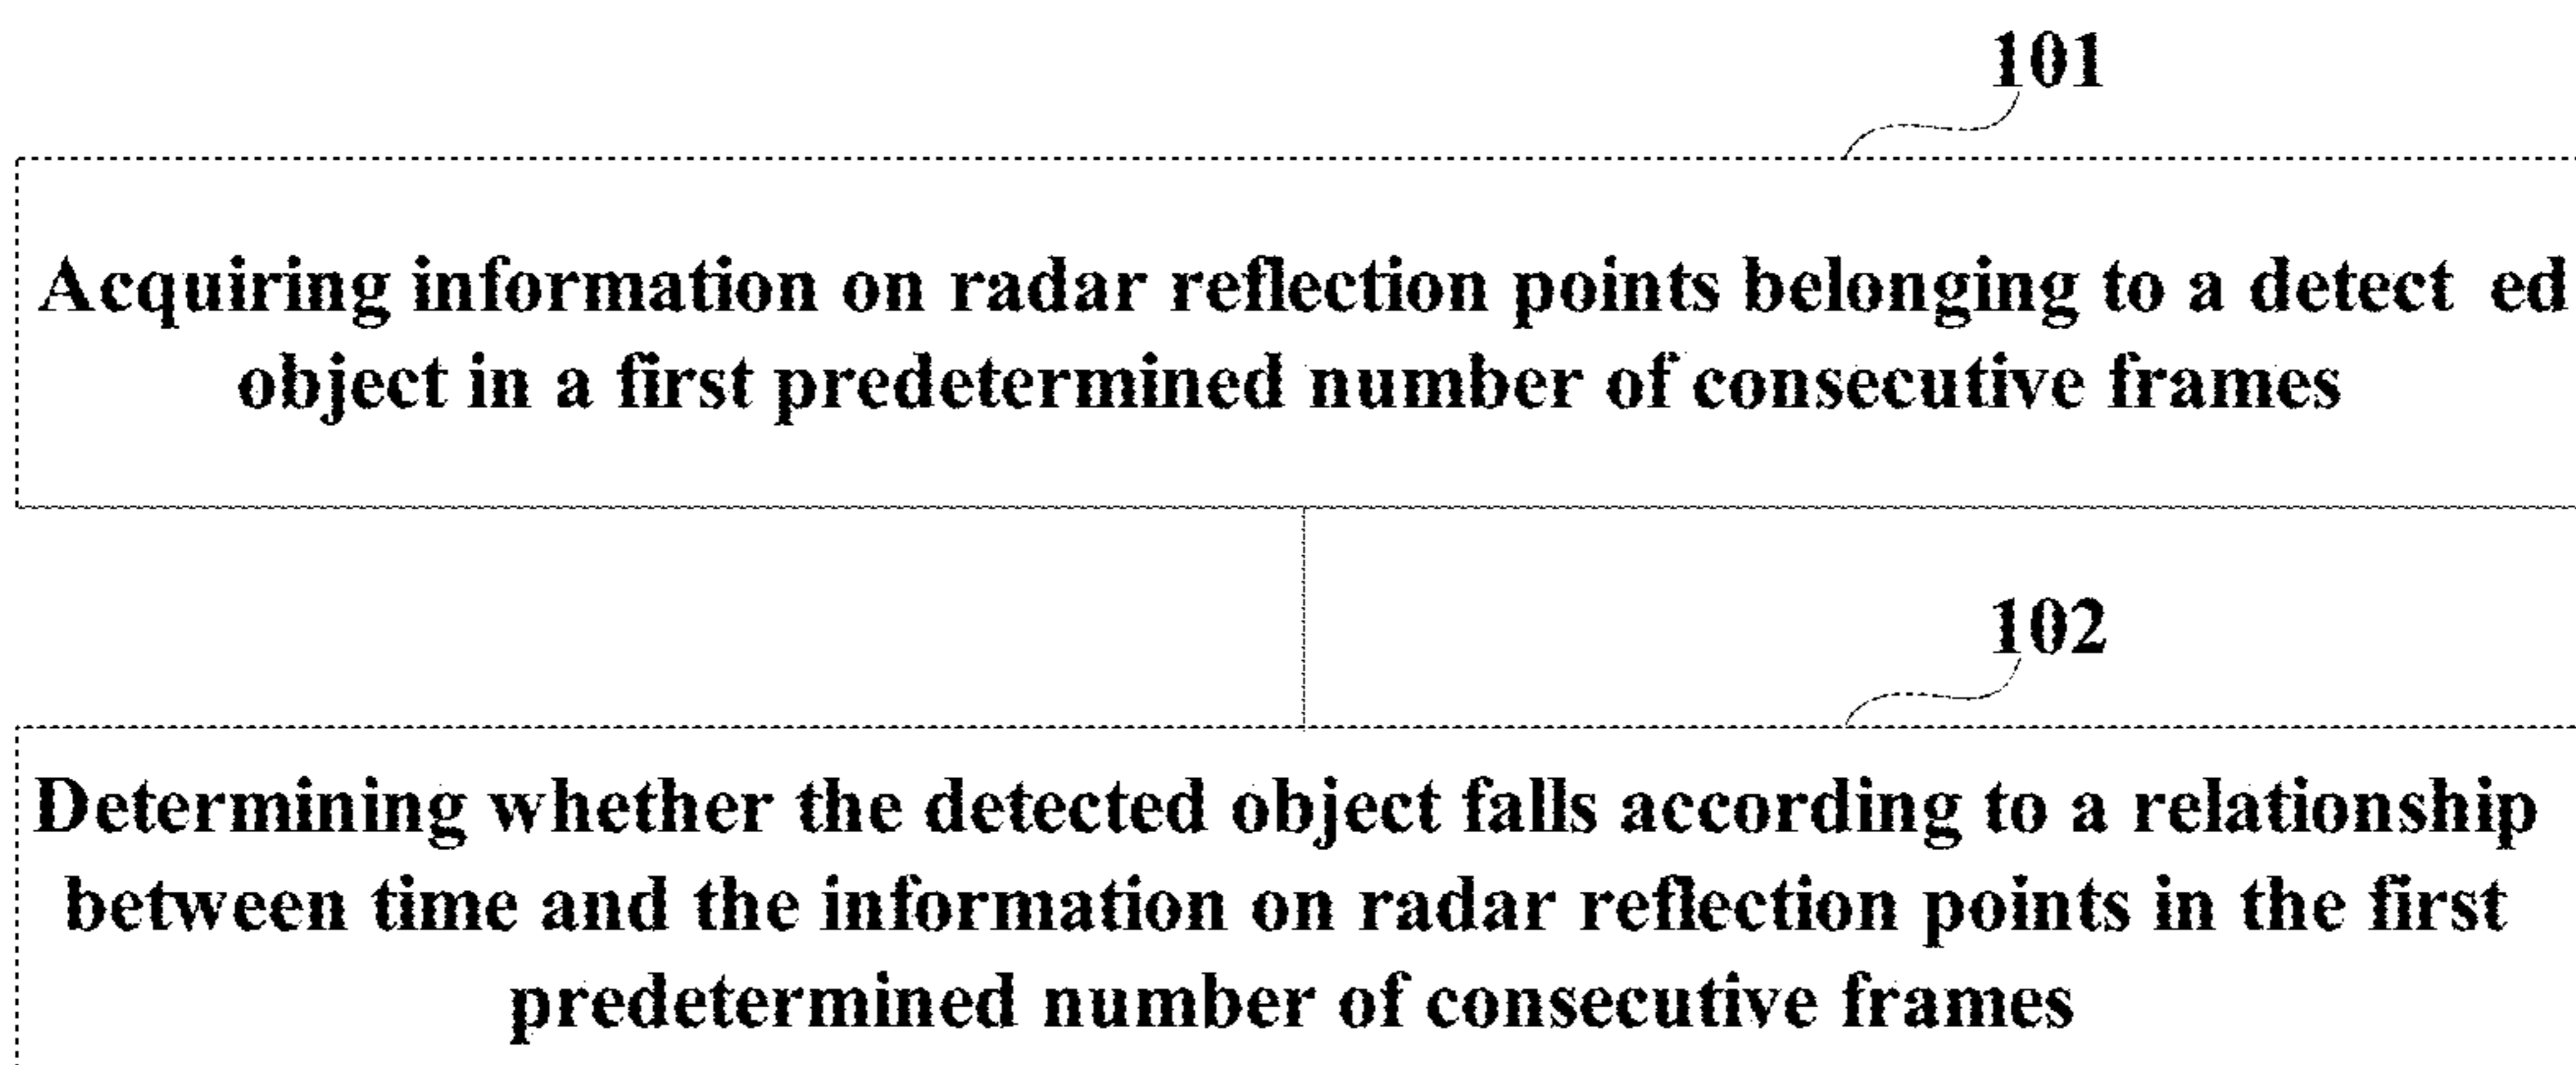 101
Acquiring information on radar reflection points belonging to a detect ed
object in a first predetermined number of consecutive frames
102
Determining whether the detected object falls according to a relationship
between time and the information on radar reflection points in the first
predetermined number of consecutive frames